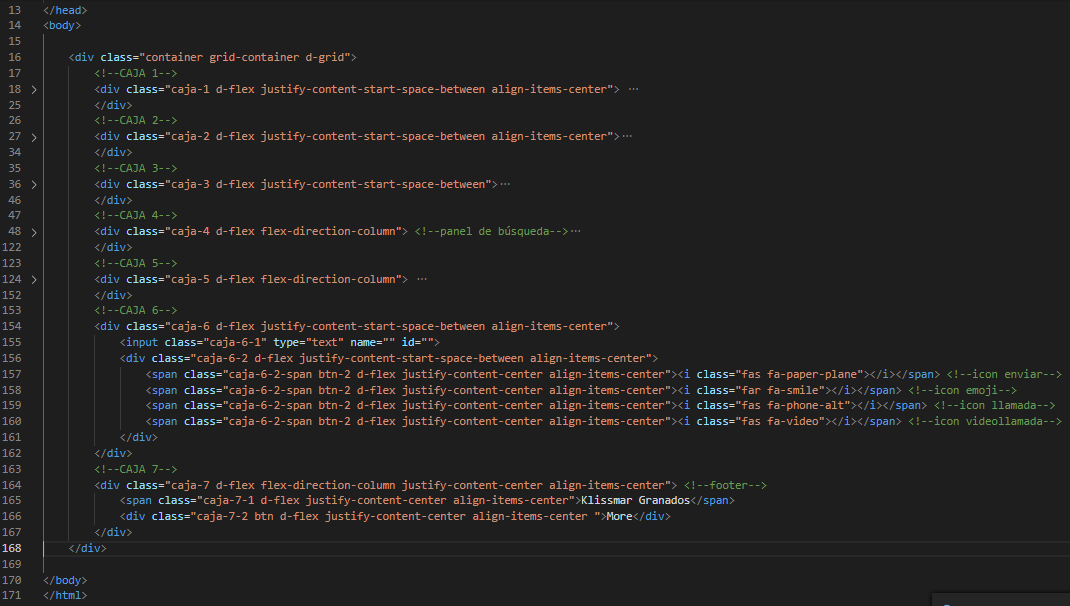 13 </head>
14 <body>
15
16 <div class="container grid-container d-grid">
17 <!--CAJA 1-->
18 > <div class="caja-1 d-flex justify-content-start-space-between align-items-center"> ···
25 </div>
26 <!--CAJA 2-->
27 > <div class="caja-2 d-flex justify-content-start-space-between align-items-center">···
34 </div>
35 <!--CAJA 3-->
36 > <div class="caja-3 d-flex justify-content-start-space-between">···
46 </div>
47 <!--CAJA 4-->
48 > <div class="caja-4 d-flex flex-direction-column"> <!--panel de búsqueda-->···
122 </div>
123 <!--CAJA 5-->
124 > <div class="caja-5 d-flex flex-direction-column"> ···
152 </div>
153 <!--CAJA 6-->
154 <div class="caja-6 d-flex justify-content-start-space-between align-items-center">
155 <input class="caja-6-1" type="text" name="" id="">
156 <div class="caja-6-2 d-flex justify-content-start-space-between align-items-center">
157 <span class="caja-6-2-span btn-2 d-flex justify-content-center align-items-center"><i class="fas fa-paper-plane"></i></span> <!--icon enviar-->
158 <span class="caja-6-2-span btn-2 d-flex justify-content-center align-items-center"><i class="far fa-smile"></i></span> <!--icon emoji-->
159 <span class="caja-6-2-span btn-2 d-flex justify-content-center align-items-center"><i class="fas fa-phone-alt"></i></span> <!--icon llamada-->
160 <span class="caja-6-2-span btn-2 d-flex justify-content-center align-items-center"><i class="fas fa-video"></i></span> <!--icon videollamada-->
161 </div>
162 </div>
163 <!--CAJA 7-->
164 <div class="caja-7 d-flex flex-direction-column justify-content-center align-items-center"> <!--footer-->
165 <span class="caja-7-1 d-flex justify-content-center align-items-center">Klissmar Granados</span>
166 <div class="caja-7-2 btn d-flex justify-content-center align-items-center ">More</div>
167 </div>
168 </div>
169
170 </body>
171 </html>